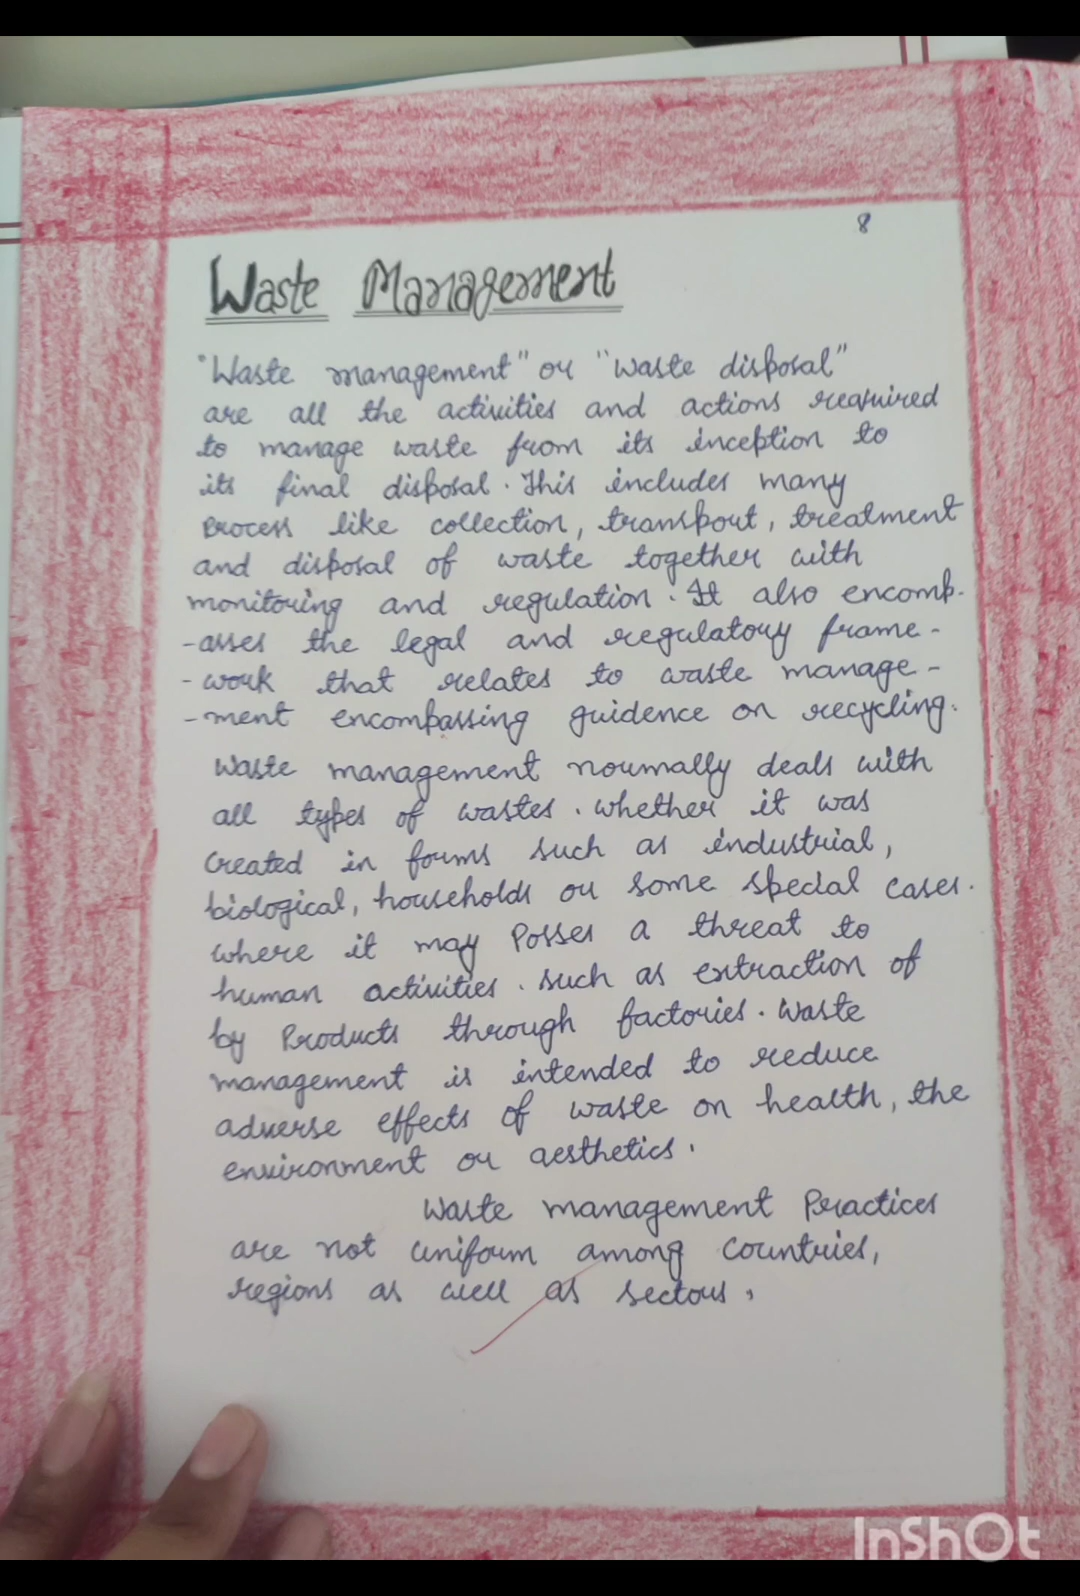 8
Waste Management
"Waste management" or "waste disposal"
are all the activities and actions required
to manage waste from its inception to
its final disposal. This includes many
Process like collection, transport, treatment
and disposal of waste together with
monitoring and regulation. It also encomp-
-asses the legal and regulatory frame-
-work that relates to waste manage-
-ment encompassing guidence on recycling.
Waste management normally deals with
all types of wastes. whether it was
Created in forms such as industrial,
biological, households or some special cases.
where it may Posses a threat to
human activities. such as extraction of
by Products through factories. Waste
management is intended to reduce
adverse effects of waste on health, the
environment or aesthetics.
Waste management Practices
are not uniform among Countries,
regions as well as sectors,
InShOt